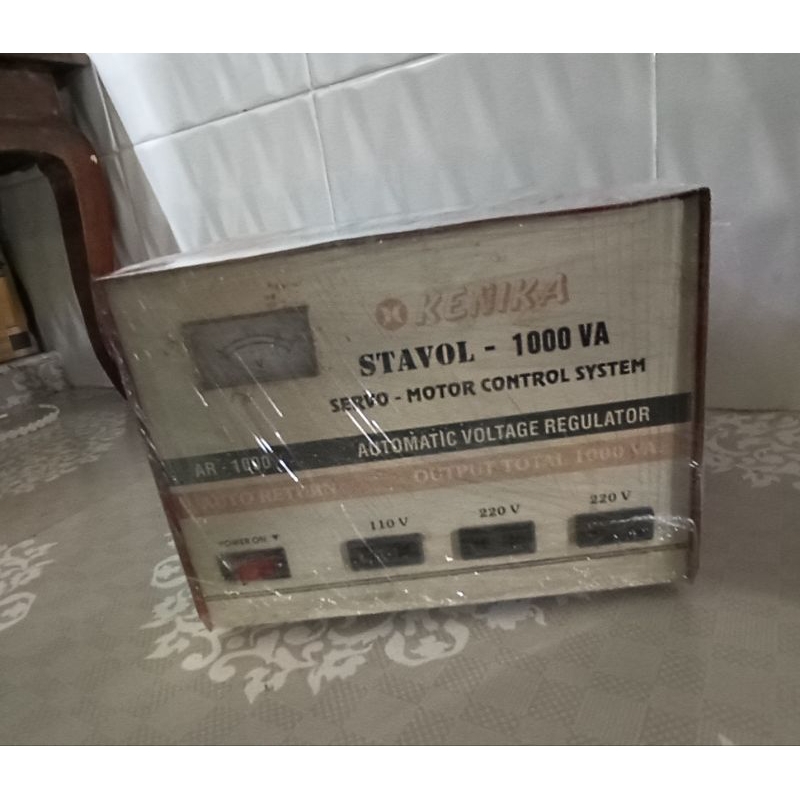 KENIKA
STAVOL - 1000 VA
SERVO - MOTOR CONTROL SYSTEM
AR - 1000 AUTOMATIC VOLTAGE REGULATOR
AUTO RETURN OUTPUT TOTAL 1000 VA
POWER ON ▼
110 V
220 V
220 V